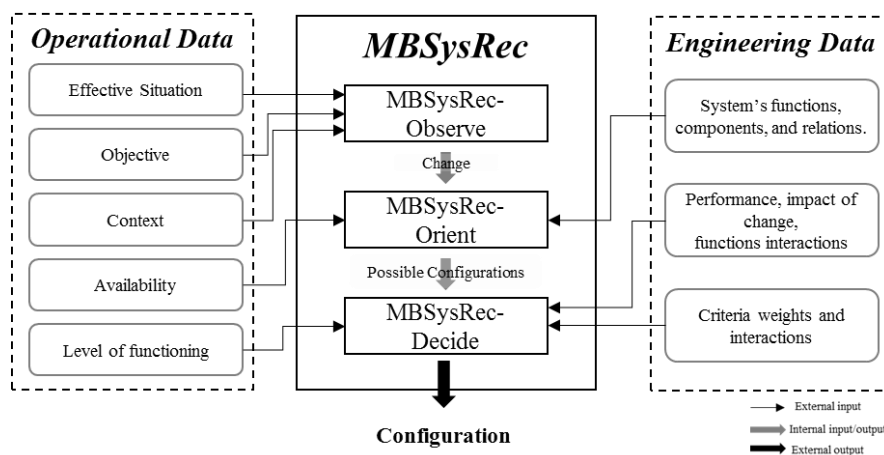 Operational Data
Effective Situation
Objective
Context
Availability
Level of functioning
MBSysRec
MBSysRec-
Observe
Change
MBSysRec-
Orient
Possible Configurations
MBSysRec-
Decide
Configuration
Engineering Data
System's functions,
components, and relations.
Performance, impact of
change,
functions interactions
Criteria weights and
interactions
External input
Internal input/output
External output